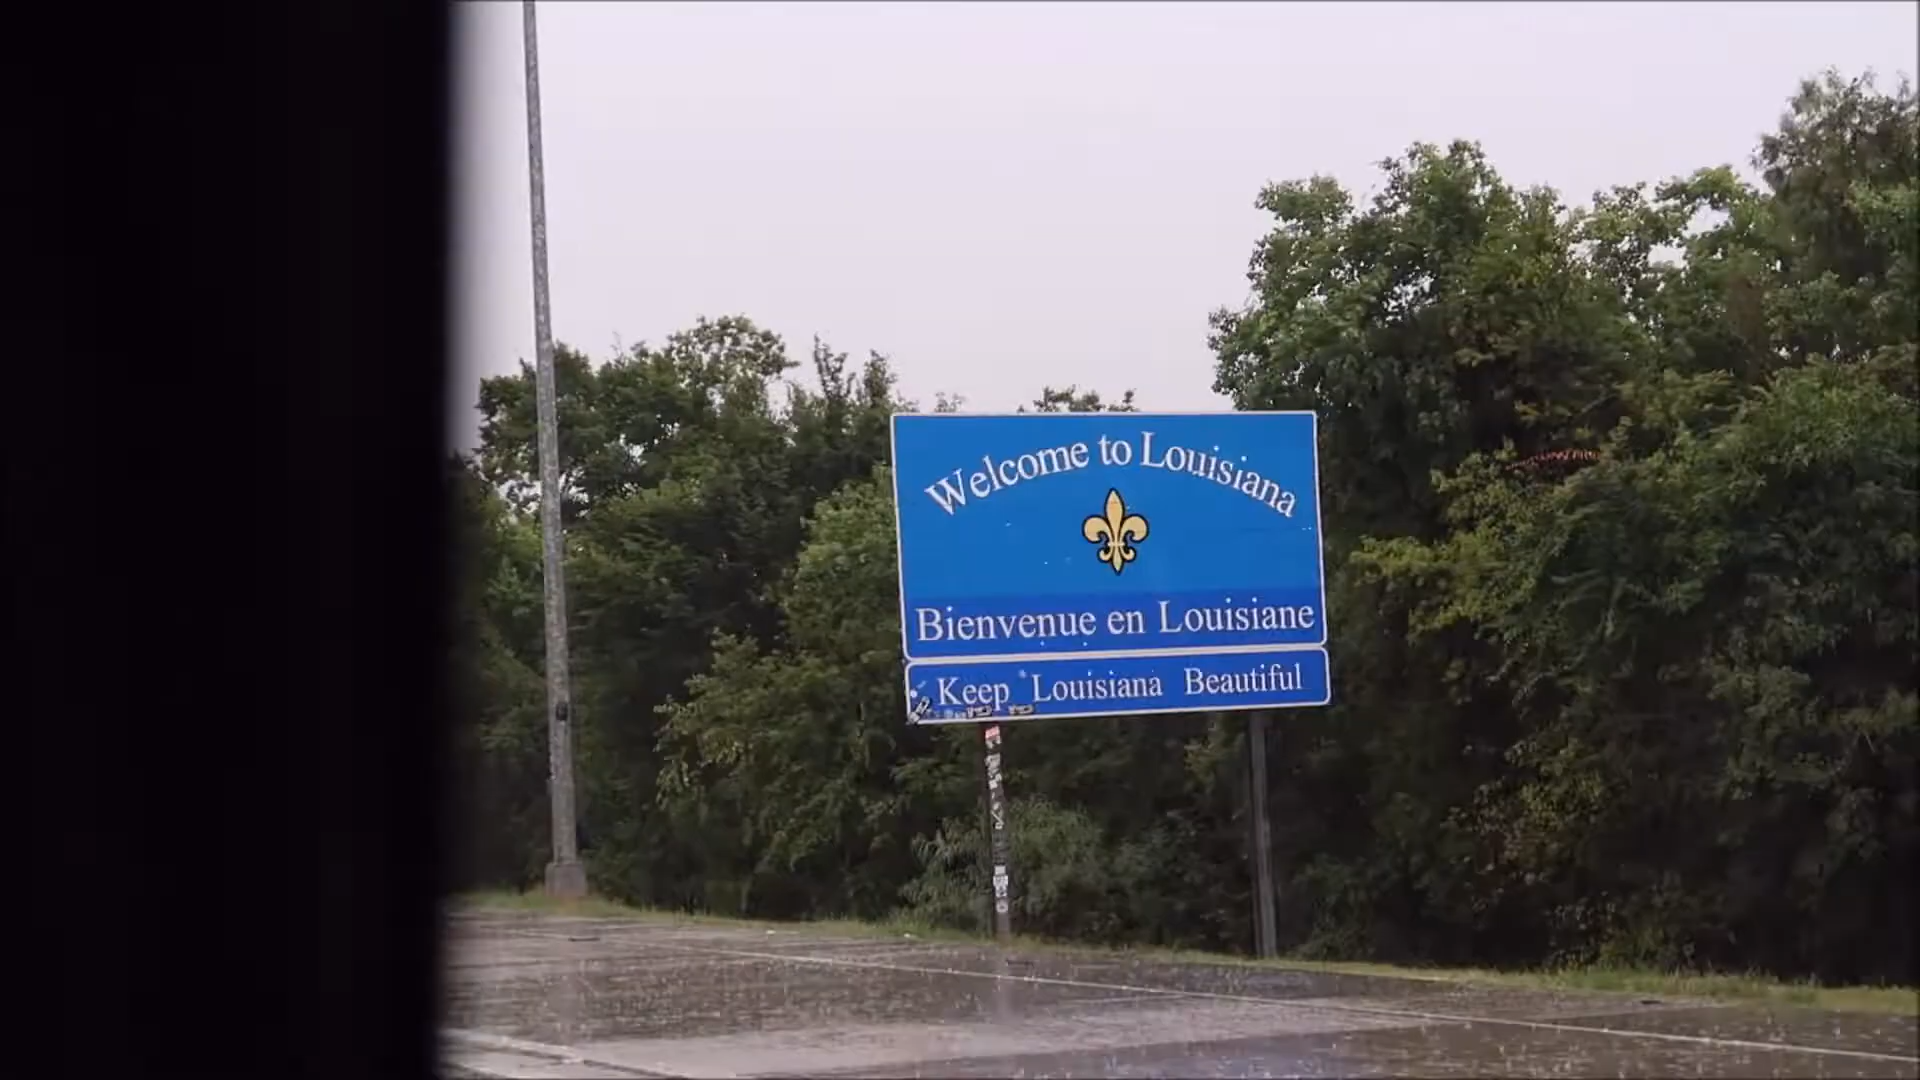 Welcome to Louisiana
Bienvenue en Louisiane
Keep Louisiana Beautiful